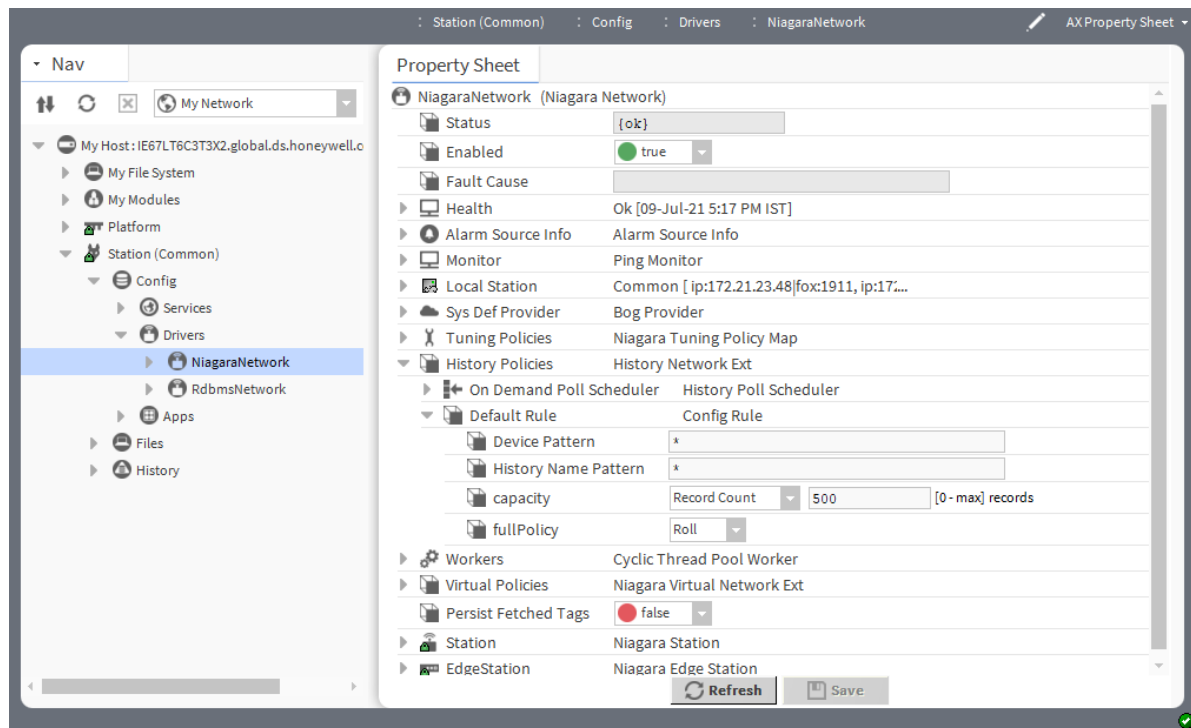 : Station (Common) : Config : Drivers : NiagaraNetwork AX Property Sheet
Nav
My Network
My Host : IE67LT6C3T3X2.global.ds.honeywell.c
My File System
My Modules
Platform
Station (Common)
Config
Services
Drivers
NiagaraNetwork
RdbmsNetwork
Apps
Files
History
Property Sheet
NiagaraNetwork (Niagara Network)
Status {ok}
Enabled true
Fault Cause
Health Ok [09-Jul-21 5:17 PM IST]
Alarm Source Info Alarm Source Info
Monitor Ping Monitor
Local Station Common [ ip:172.21.23.48|fox:1911, ip:17:...
Sys Def Provider Bog Provider
Tuning Policies Niagara Tuning Policy Map
History Policies History Network Ext
On Demand Poll Scheduler History Poll Scheduler
Default Rule Config Rule
Device Pattern *
History Name Pattern *
capacity Record Count 500 [0 - max] records
fullPolicy Roll
Workers Cyclic Thread Pool Worker
Virtual Policies Niagara Virtual Network Ext
Persist Fetched Tags false
Station Niagara Station
EdgeStation Niagara Edge Station
Refresh Save